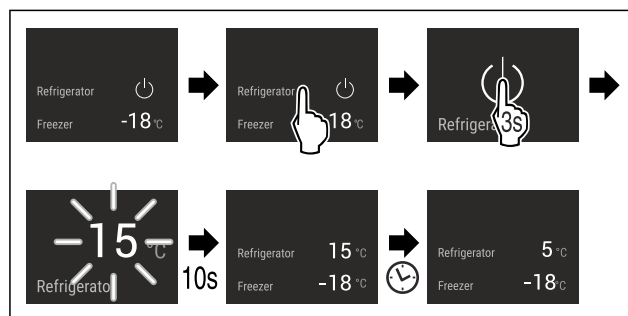 Refrigerator
Freezer -18 °C
Refrigerator
Freezer 18 °C
Refrigera 3s
15 °C
Refrigerato
10s
Refrigerator 15 °C
Freezer -18 °C
Refrigerator 5 °C
Freezer -18 °C